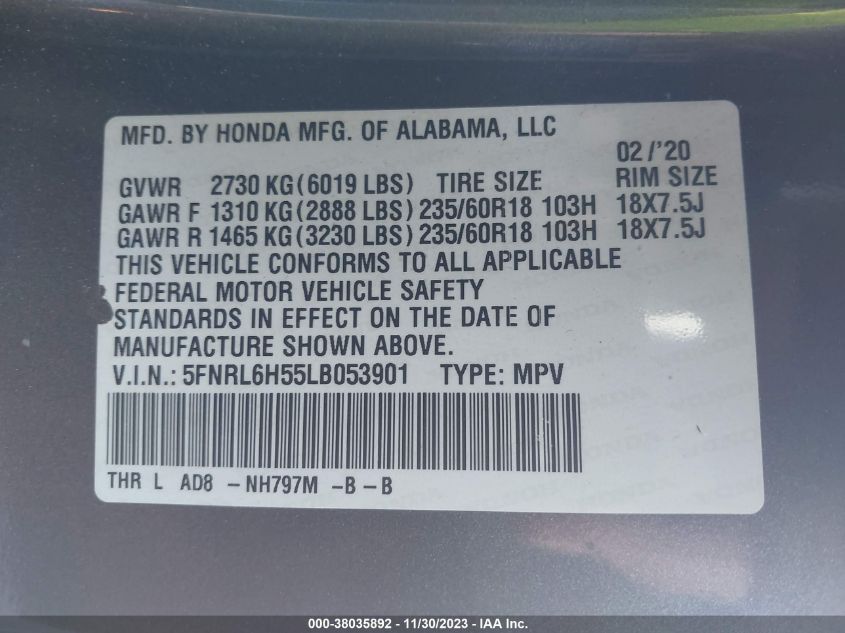 MFD. BY HONDA MFG. OF ALABAMA, LLC
02/'20
GVWR 2730 KG(6019 LBS) TIRE SIZE RIM SIZE
GAWR F 1310 KG(2888 LBS) 235/60R18 103H 18X7.5J
GAWR R 1465 KG(3230 LBS) 235/60R18 103H 18X7.5J
THIS VEHICLE CONFORMS TO ALL APPLICABLE
FEDERAL MOTOR VEHICLE SAFETY
STANDARDS IN EFFECT ON THE DATE OF
MANUFACTURE SHOWN ABOVE.
V.I.N.: 5FNRL6H55LB053901 TYPE: MPV
THR L AD8 -NH797M -B-B
000-38035892 - 11/30/2023 - IAA Inc.